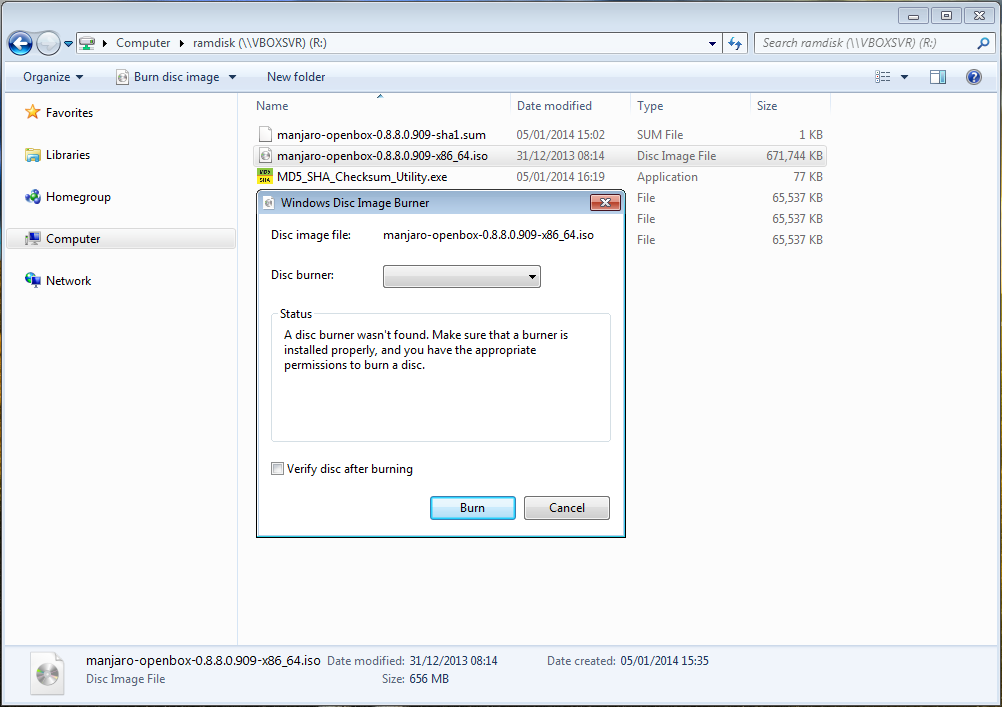 Computer ramdisk (\\VBOXSVR) (R:) Search ramdisk (\\VBOXSVR) (R:)
Organize Burn disc image New folder
Favorites
Libraries
Homegroup
Computer
Network
Name Date modified Type Size
manjaro-openbox-0.8.8.0.909-sha1.sum 05/01/2014 15:02 SUM File 1 KB
manjaro-openbox-0.8.8.0.909-x86_64.iso 31/12/2013 08:14 Disc Image File 671,744 KB
MD5 SHA MD5_SHA_Checksum_Utility.exe 05/01/2014 16:19 Application 77 KB
File 65,537 KB
File 65,537 KB
File 65,537 KB
Windows Disc Image Burner
Disc image file: manjaro-openbox-0.8.8.0.909-x86_64.iso
Disc burner:
Status
A disc burner wasn't found. Make sure that a burner is
installed properly, and you have the appropriate
permissions to burn a disc.
Verify disc after burning
Burn Cancel
manjaro-openbox-0.8.8.0.909-x86_64.iso Date modified: 31/12/2013 08:14 Date created: 05/01/2014 15:35
Disc Image File Size: 656 MB